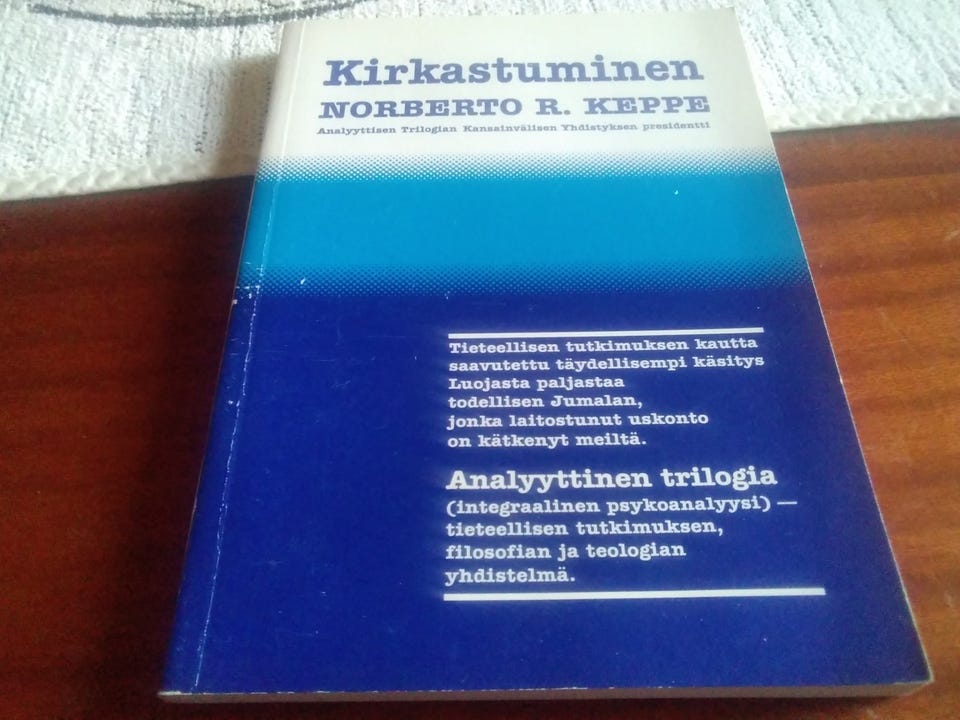 Kirkastuminen
NORBERTO R. KEPPE
Analyyttisen Trilogian Kansainvälisen Yhdistyksen presidentti
Tieteellisen tutkimuksen kautta
saavutettu täydellisempi käsitys
Luojasta paljastaa
todellisen Jumalan,
jonka laitostunut uskonto
on kätkenyt meiltä.
Analyyttinen trilogia
(integraalinen psykoanalyysi) —
tieteellisen tutkimuksen,
filosofian ja teologian
yhdistelmä.